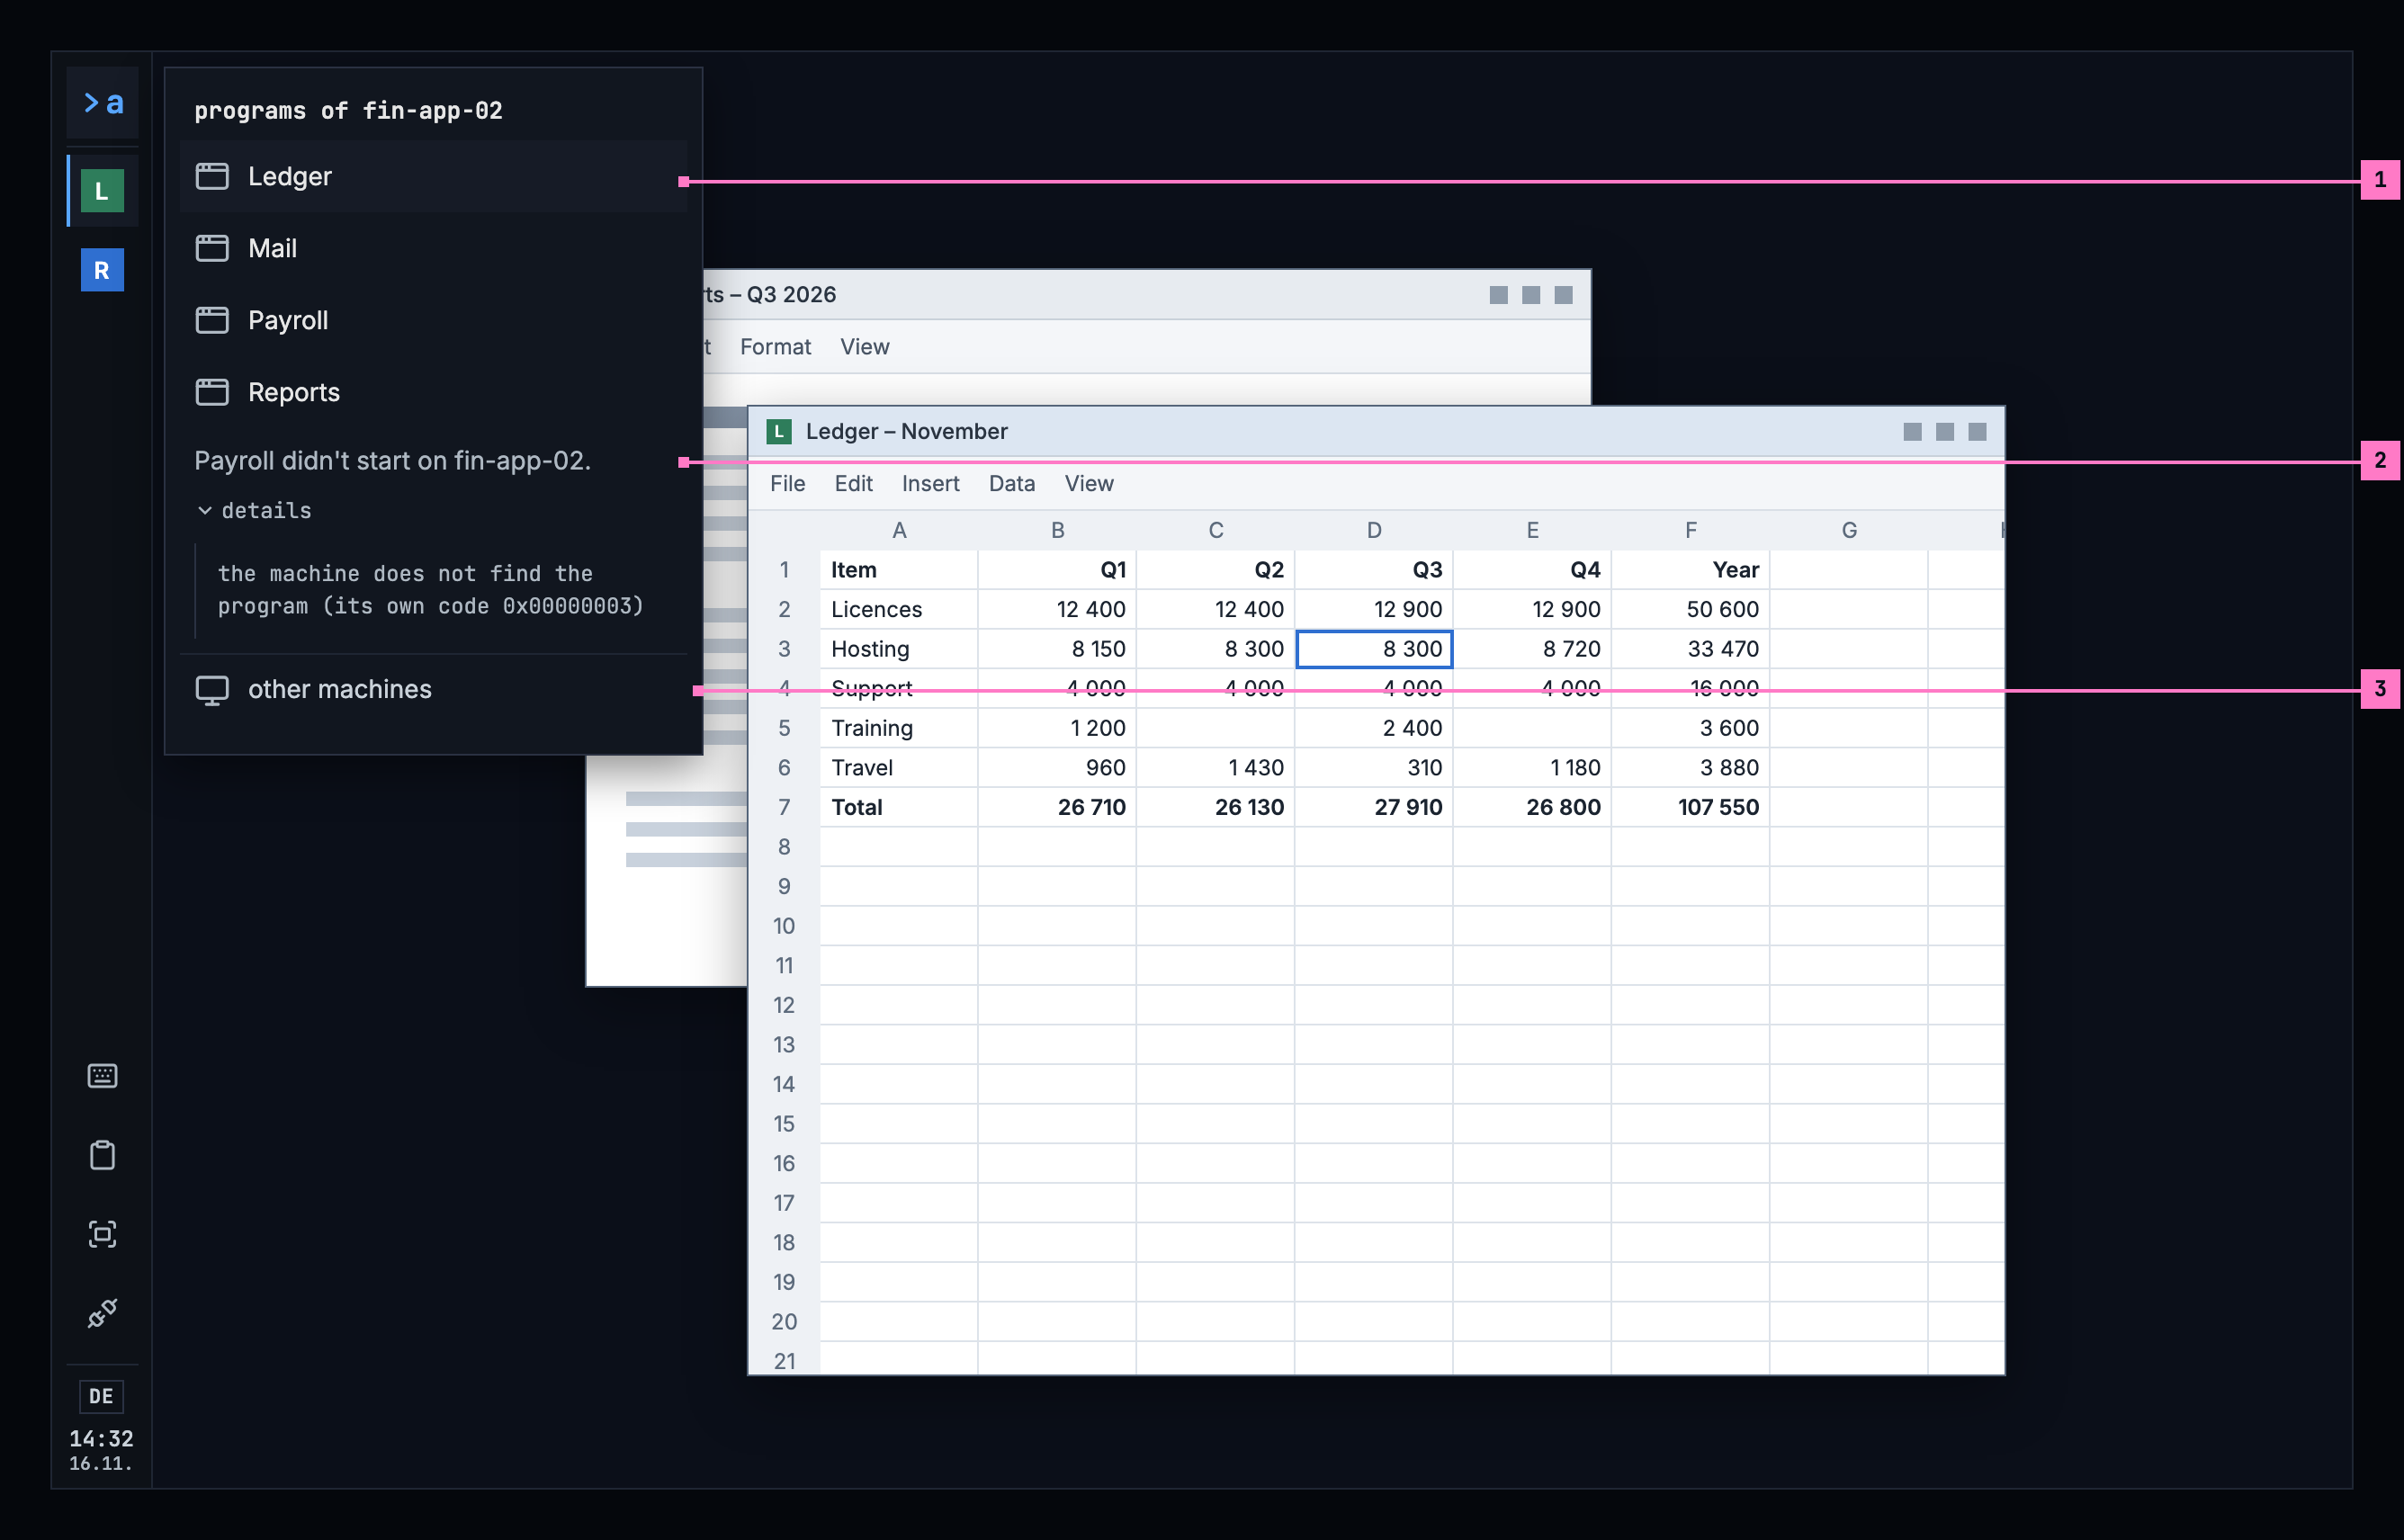 >a
L
R
programs of fin-app-02
Ledger
Mail
Payroll
Reports
Payroll didn't start on fin-app-02.
details
the machine does not find the
program (its own code 0x00000003)
other machines
– Q3 2026
Format View
L Ledger – November
File Edit Insert Data View
A B C D E F G
1 Item Q1 Q2 Q3 Q4 Year
2 Licences 12 400 12 400 12 900 12 900 50 600
3 Hosting 8 150 8 300 8 300 8 720 33 470
4 Support 4 000 4 000 4 000 4 000 16 000
5 Training 1 200 2 400 3 600
6 Travel 960 1 430 310 1 180 3 880
7 Total 26 710 26 130 27 910 26 800 107 550
8
9
10
11
12
13
14
15
16
17
18
19
20
21
1
2
3
DE
14:32
16.11.